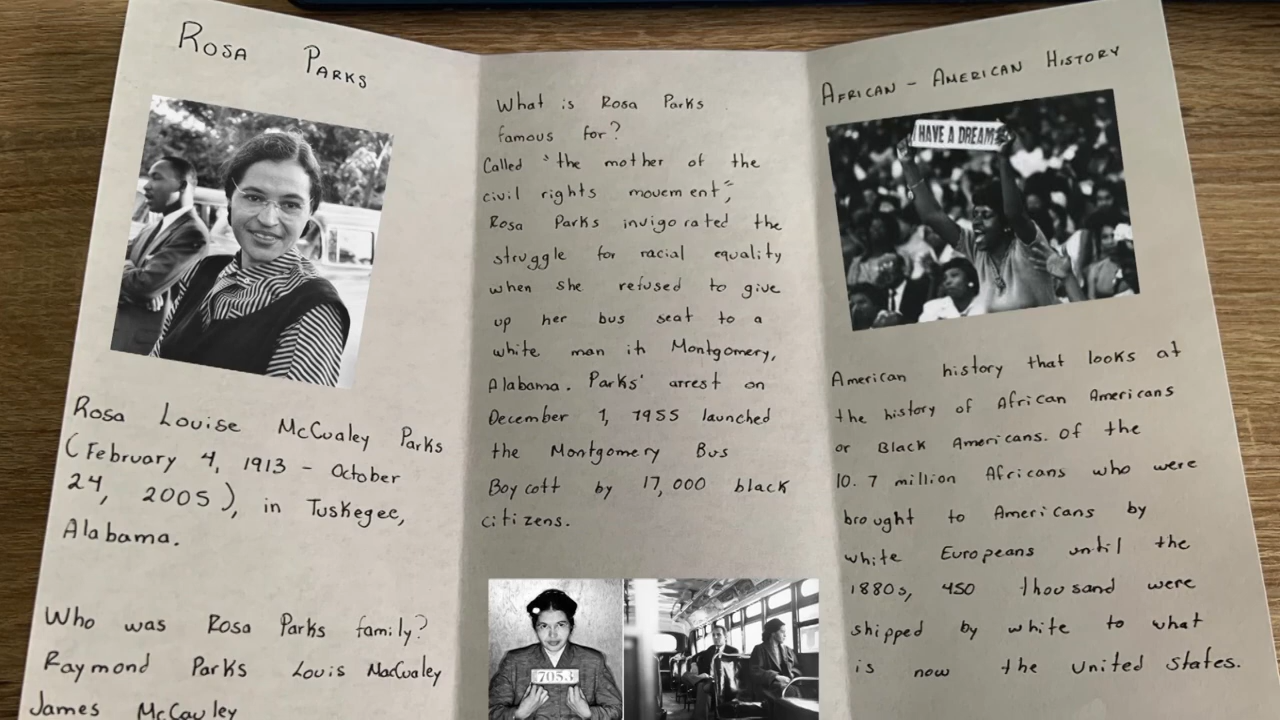 Rosa Parks
Rosa Louise McCualey Parks
(February 4, 1913 - October
24, 2005), in Tuskegee,
Alabama.
Who was Rosa Parks family?
Raymond Parks Louis MacCualey
James McCauley
What is Rosa Parks
famous for?
Called "the mother of the
civil rights movement",
Rosa Parks invigorated the
struggle for racial equality
when she refused to give
up her bus seat to a
white man in Montgomery,
Alabama. Parks' arrest on
December 1, 1955 launched
the Montgomery Bus
Boycott by 17,000 black
citizens.
7053
AFRICAN-AMERICAN HISTORY
I HAVE A DREAM
American history that looks at
the history of African Americans
or Black Americans. Of the
10.7 million Africans who were
brought to Americans by
white Europeans until the
1880s, 450 thousand were
shipped by white to what
is now the united states.